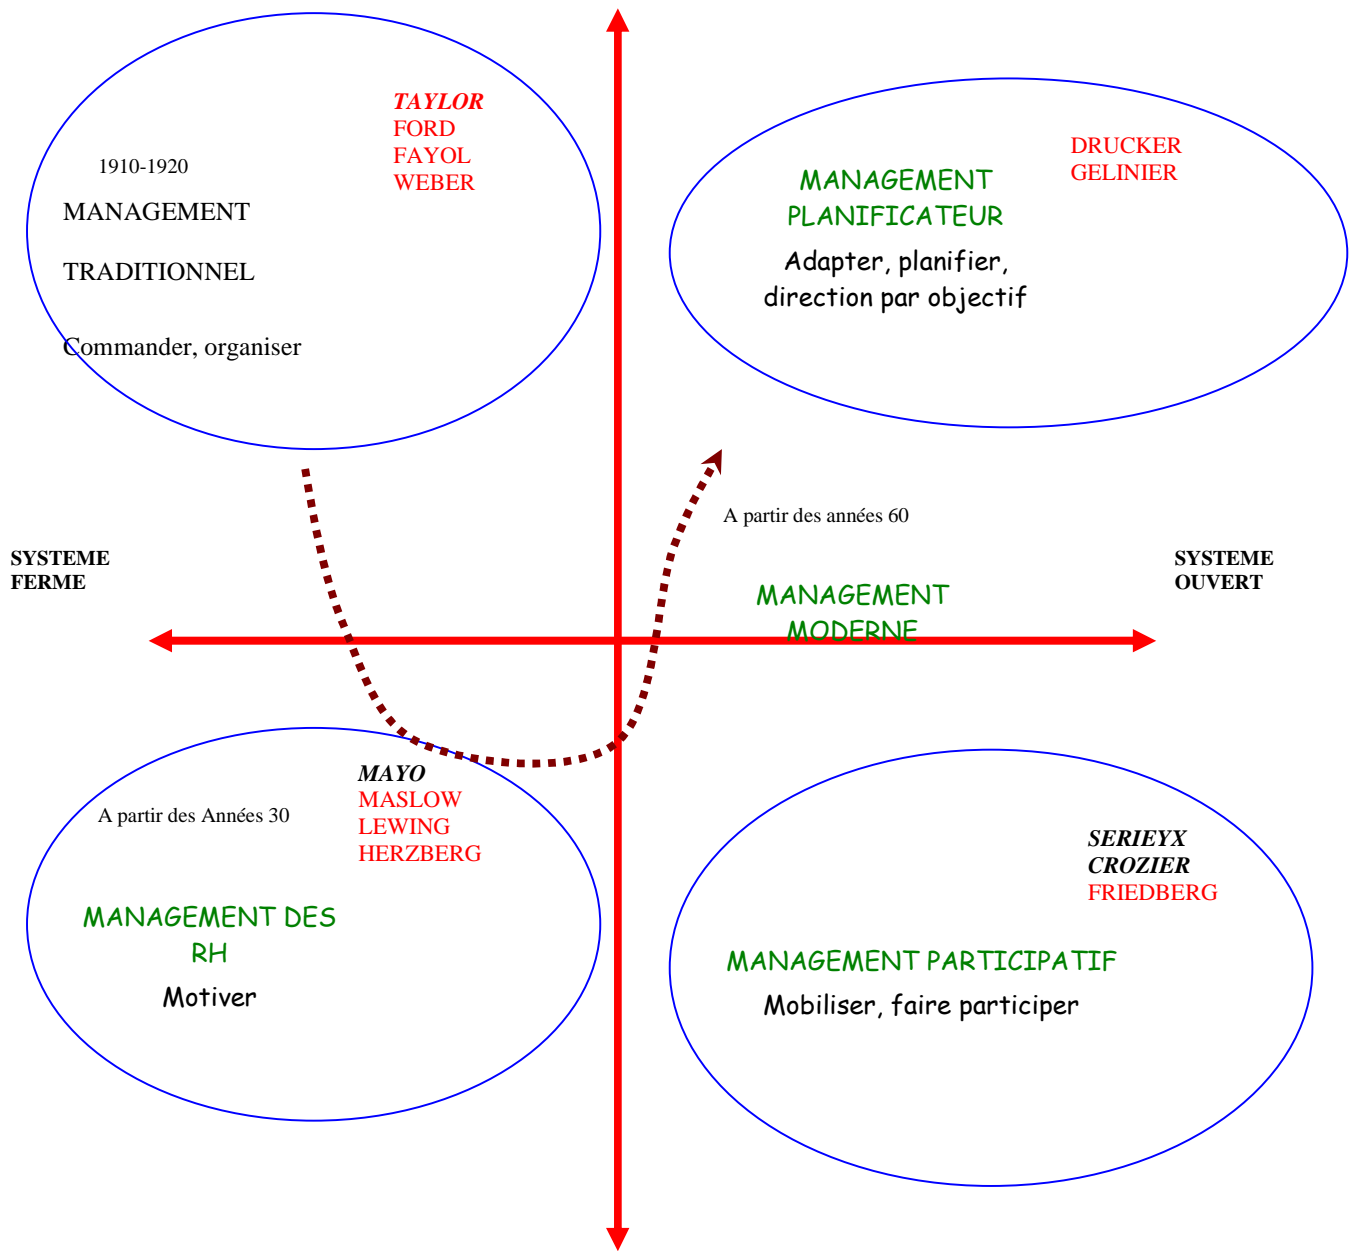 TAYLOR
FORD
FAYOL
WEBER
1910-1920
MANAGEMENT
TRADITIONNEL
Commander, organiser
DRUCKER
GELINIER
MANAGEMENT
PLANIFICATEUR
Adapter, planifier,
direction par objectif
A partir des années 60
SYSTEME
FERME
SYSTEME
OUVERT
MANAGEMENT
MODERNE
MAYO
MASLOW
LEWING
HERZBERG
A partir des Années 30
MANAGEMENT DES
RH
Motiver
SERIEYX
CROZIER
FRIEDBERG
MANAGEMENT PARTICIPATIF
Mobiliser, faire participer